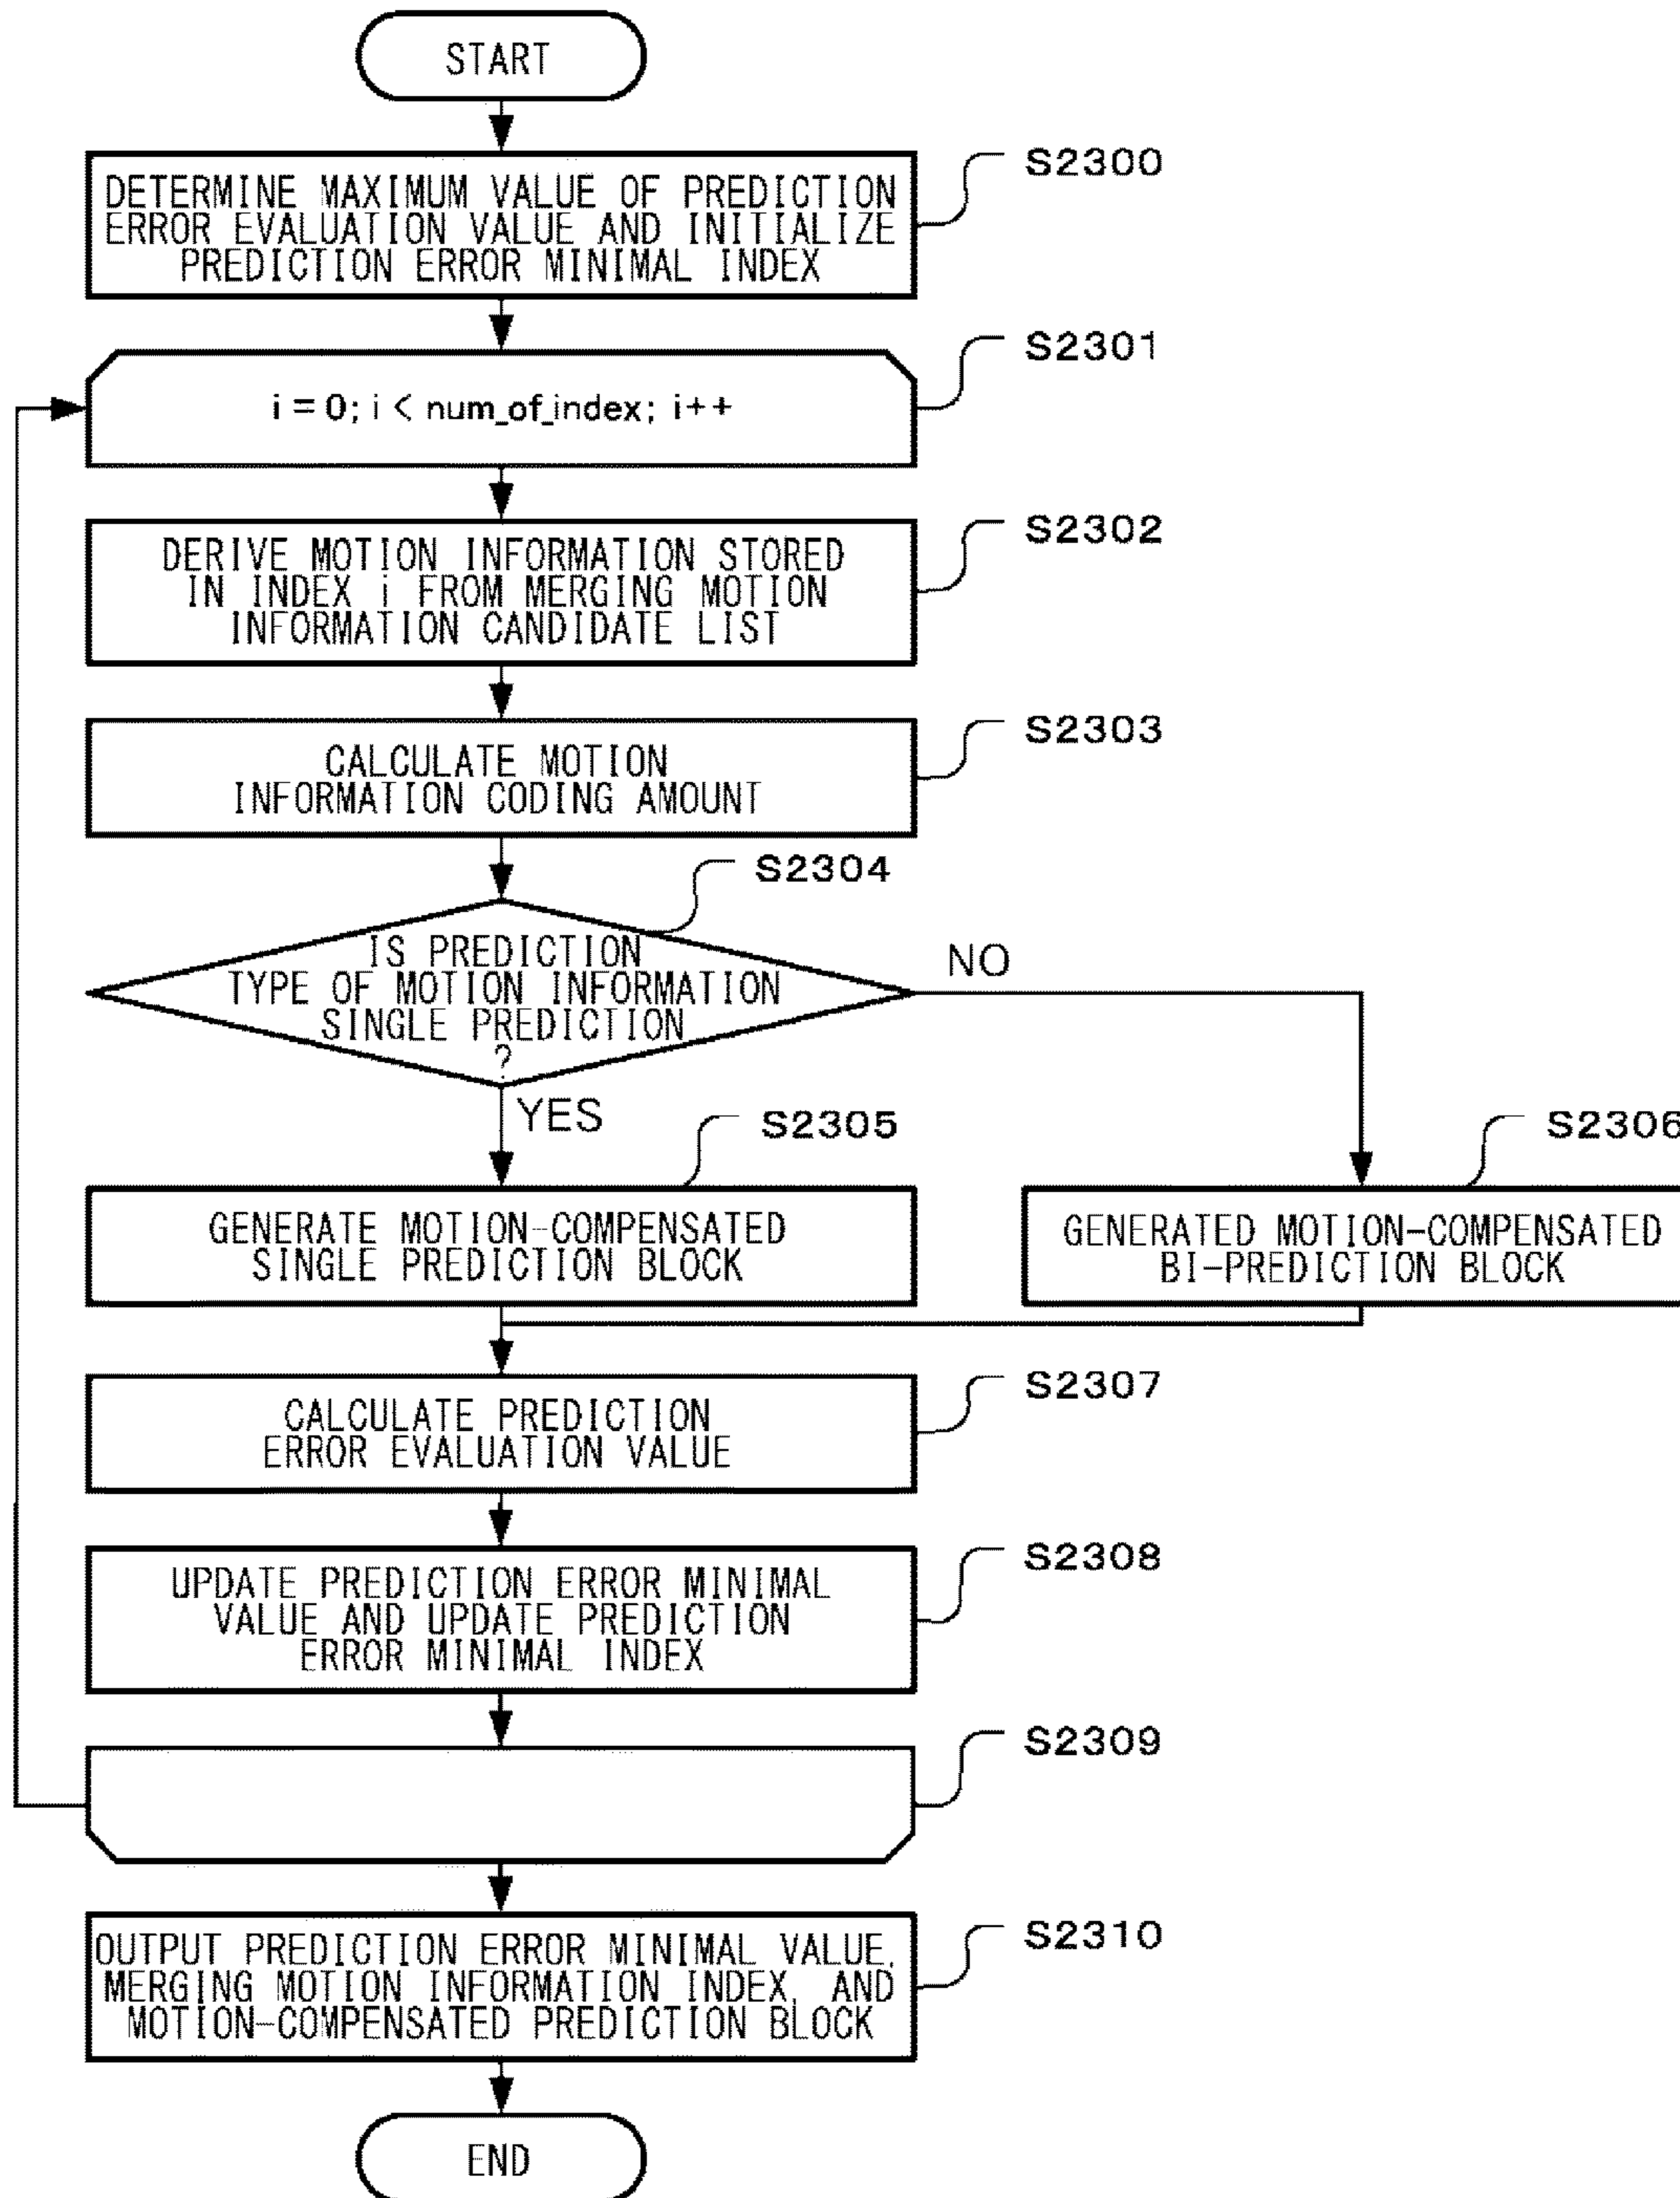 START
S2300
DETERMINE MAXIMUM VALUE OF PREDICTION
ERROR EVALUATION VALUE AND INITIALIZE
PREDICTION ERROR MINIMAL INDEX
S2301
i = 0; i < num_of_index; i++
S2302
DERIVE MOTION INFORMATION STORED
IN INDEX i FROM MERGING MOTION
INFORMATION CANDIDATE LIST
S2303
CALCULATE MOTION
INFORMATION CODING AMOUNT
S2304
IS PREDICTION
TYPE OF MOTION INFORMATION
SINGLE PREDICTION
?
NO
YES
S2305
S2306
GENERATE MOTION-COMPENSATED
SINGLE PREDICTION BLOCK
GENERATED MOTION-COMPENSATED
BI-PREDICTION BLOCK
S2307
CALCULATE PREDICTION
ERROR EVALUATION VALUE
S2308
UPDATE PREDICTION ERROR MINIMAL
VALUE AND UPDATE PREDICTION
ERROR MINIMAL INDEX
S2309
S2310
OUTPUT PREDICTION ERROR MINIMAL VALUE,
MERGING MOTION INFORMATION INDEX, AND
MOTION-COMPENSATED PREDICTION BLOCK
END